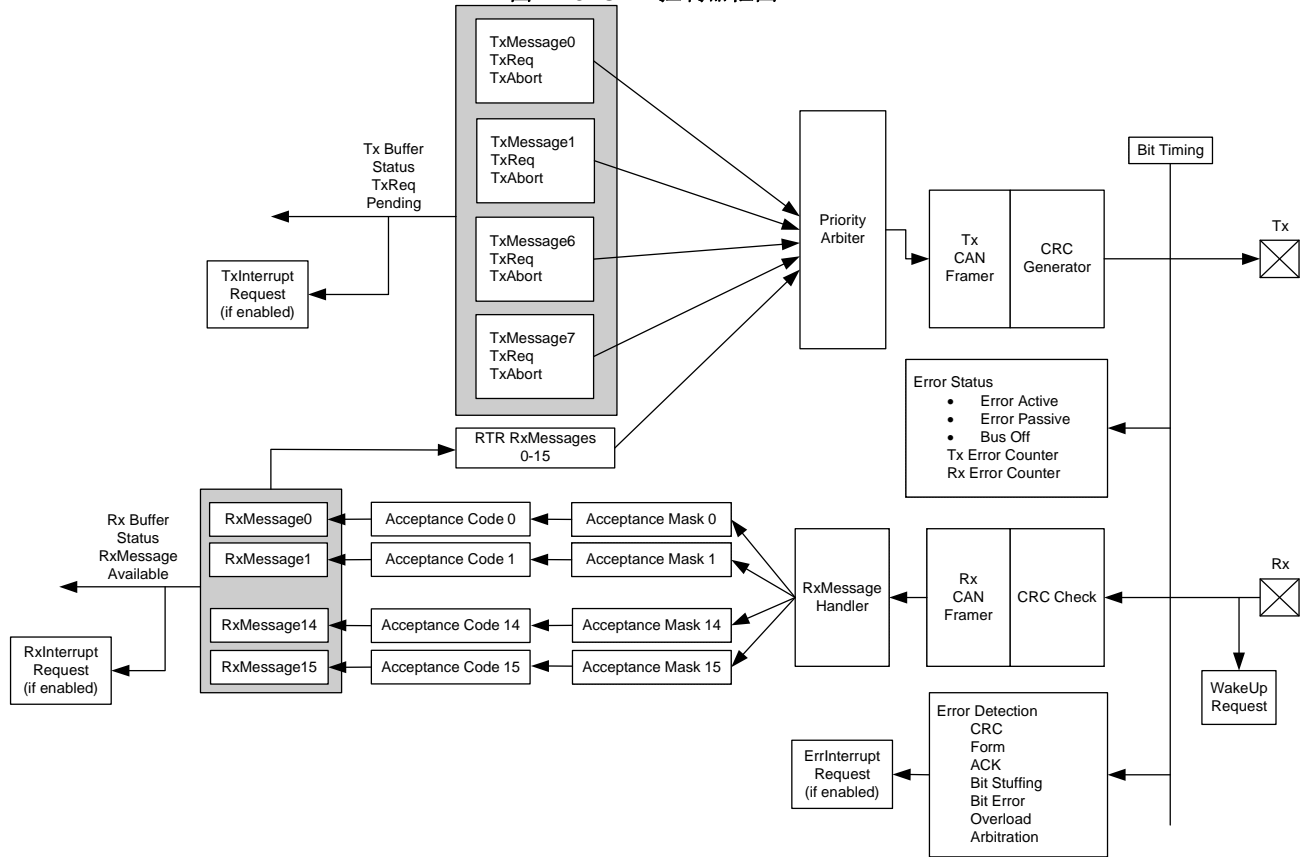 TxMessage0
TxReq
TxAbort
TxMessage1
TxReq
TxAbort
TxMessage6
TxReq
TxAbort
TxMessage7
TxReq
TxAbort
Tx Buffer
Status
TxReq
Pending
TxInterrupt
Request
(if enabled)
Priority
Arbiter
Tx
CAN
Framer
CRC
Generator
Bit Timing
Tx
Error Status
• Error Active
• Error Passive
• Bus Off
Tx Error Counter
Rx Error Counter
RTR RxMessages
0-15
Rx Buffer
Status
RxMessage
Available
RxInterrupt
Request
(if enabled)
RxMessage0
Acceptance Code 0
Acceptance Mask 0
RxMessage1
Acceptance Code 1
Acceptance Mask 1
RxMessage14
Acceptance Code 14
Acceptance Mask 14
RxMessage15
Acceptance Code 15
Acceptance Mask 15
RxMessage
Handler
Rx
CAN
Framer
CRC Check
Rx
WakeUp
Request
ErrInterrupt
Request
(if enabled)
Error Detection
CRC
Form
ACK
Bit Stuffing
Bit Error
Overload
Arbitration